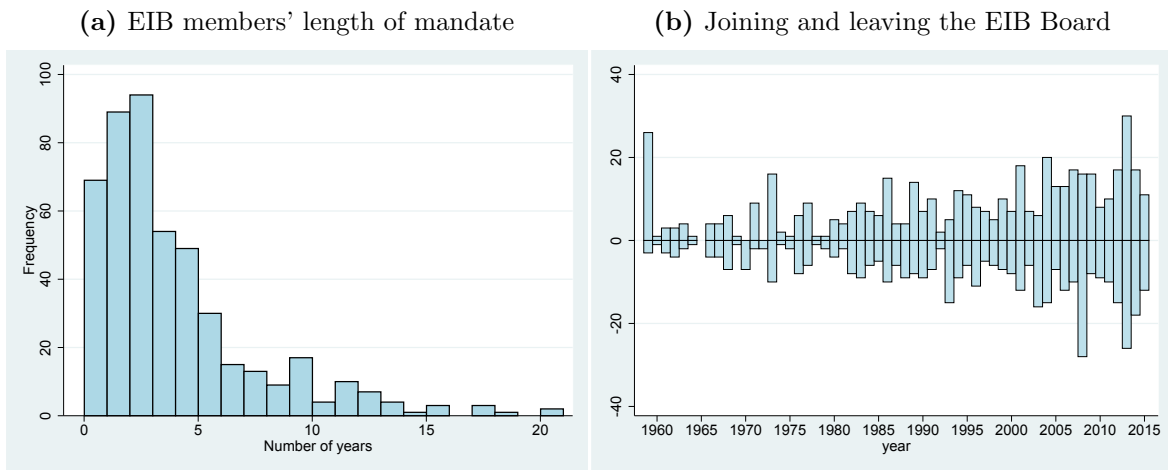 (a) EIB members’ length of mandate
(b) Joining and leaving the EIB Board
100
80
60
40
20
0
Frequency
0 5 10 15 20
Number of years
40
20
0
-20
-40
1960 1965 1970 1975 1980 1985 1990 1995 2000 2005 2010 2015
year